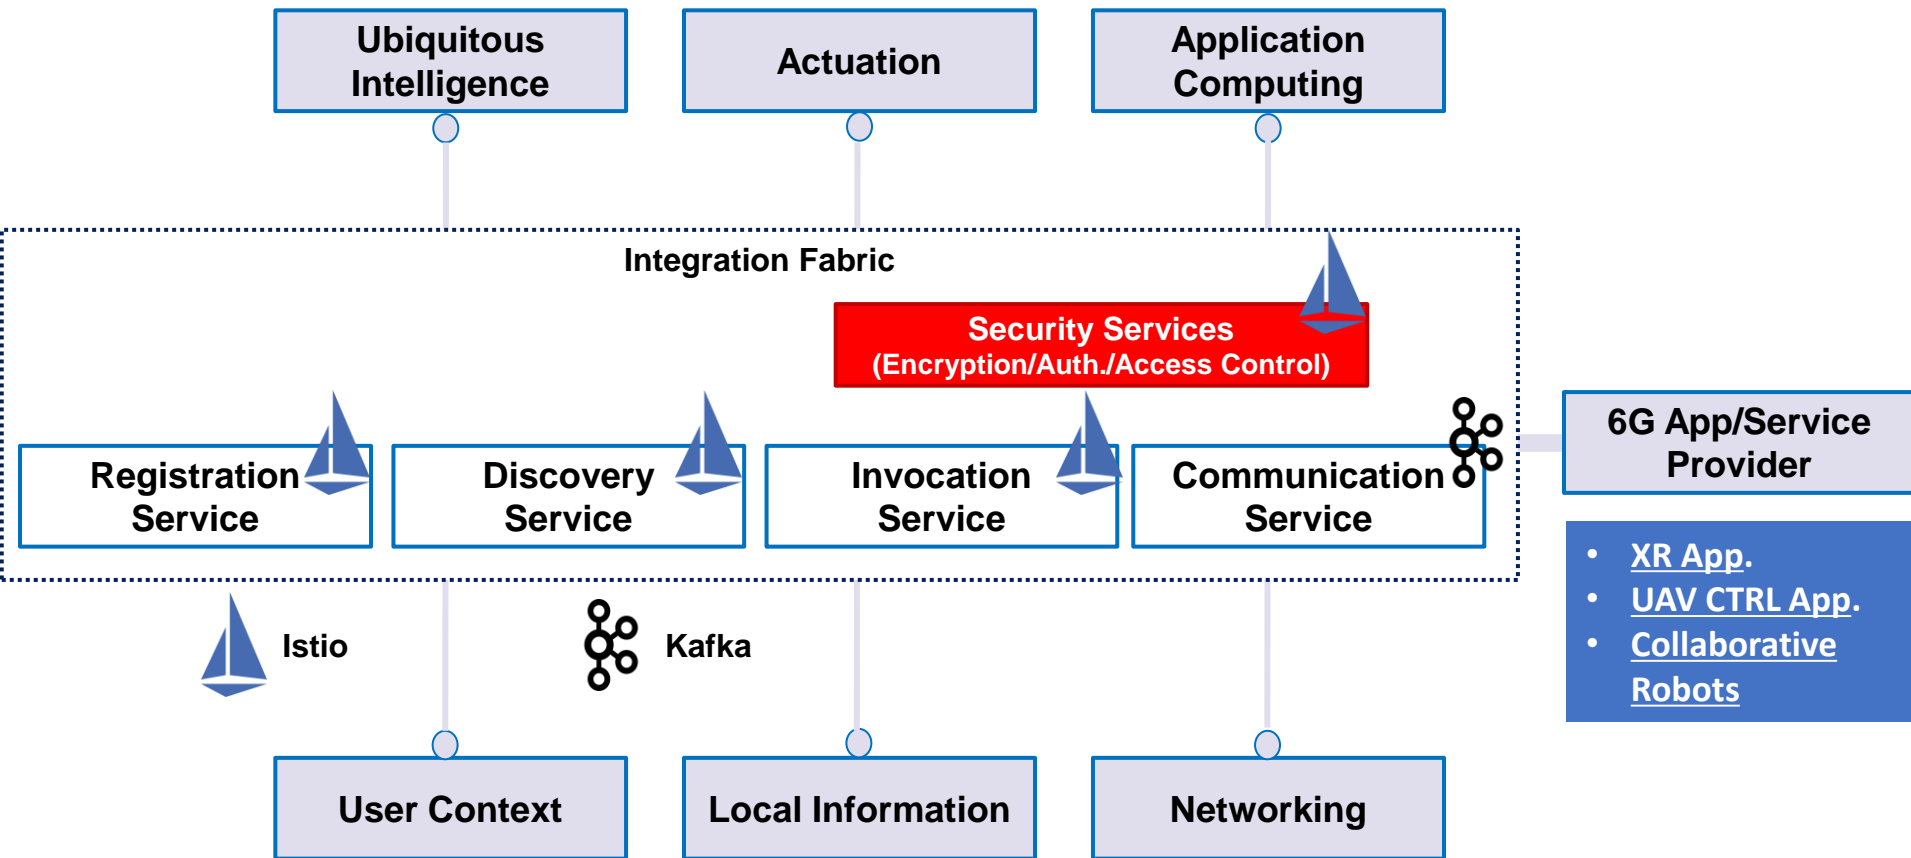 Ubiquitous
Intelligence
Actuation
Application
Computing
Integration Fabric
Security Services
(Encryption/Auth./Access Control)
Registration
Service
Discovery
Service
Invocation
Service
Communication
Service
6G App/Service
Provider
• XR App.
• UAV CTRL App.
• Collaborative
Robots
Istio
Kafka
User Context
Local Information
Networking